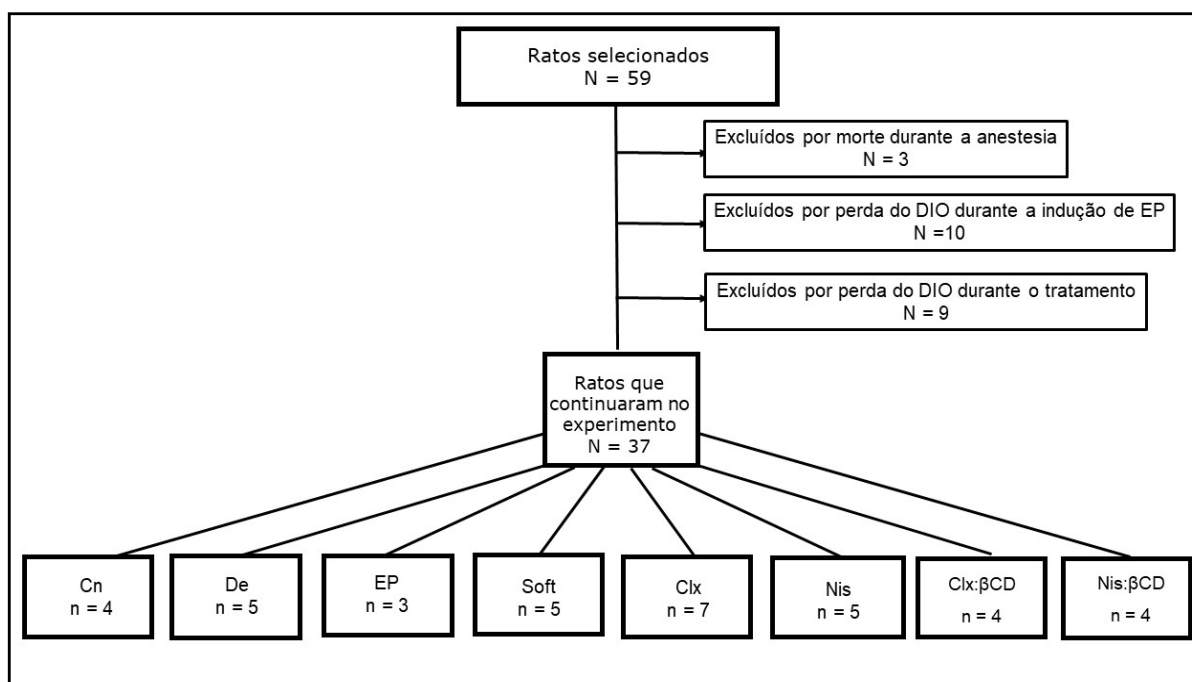 Ratos selecionados
N = 59
Excluídos por morte durante a anestesia
N = 3
Excluídos por perda do DIO durante a indução de EP
N =10
Excluídos por perda do DIO durante o tratamento
N = 9
Ratos que
continuaram no
experimento
N = 37
Cn
n = 4
De
n = 5
EP
n = 3
Soft
n = 5
Clx
n = 7
Nis
n = 5
Clx:βCD
n = 4
Nis:βCD
n = 4